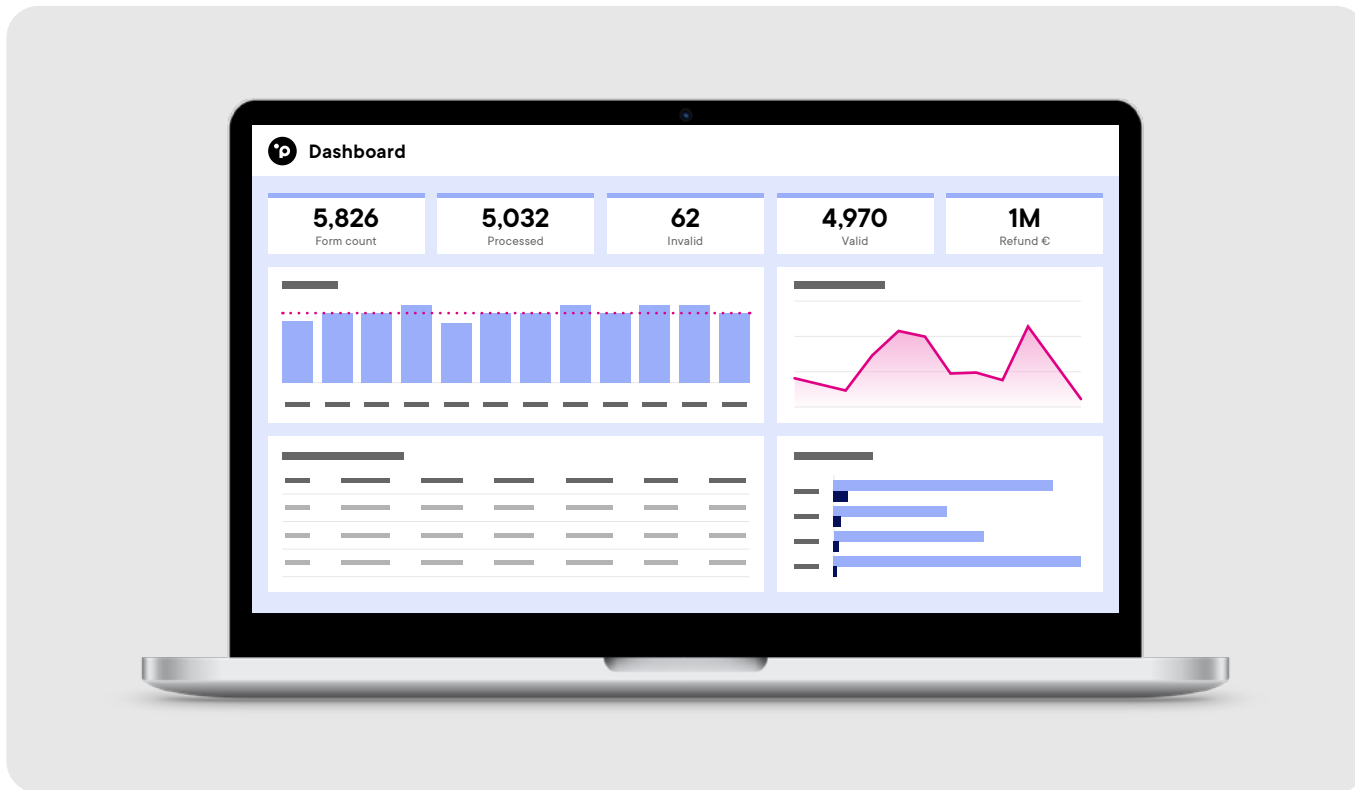 Dashboard
5,826
Form count
5,032
Processed
62
Invalid
4,970
Valid
1M
Refund €